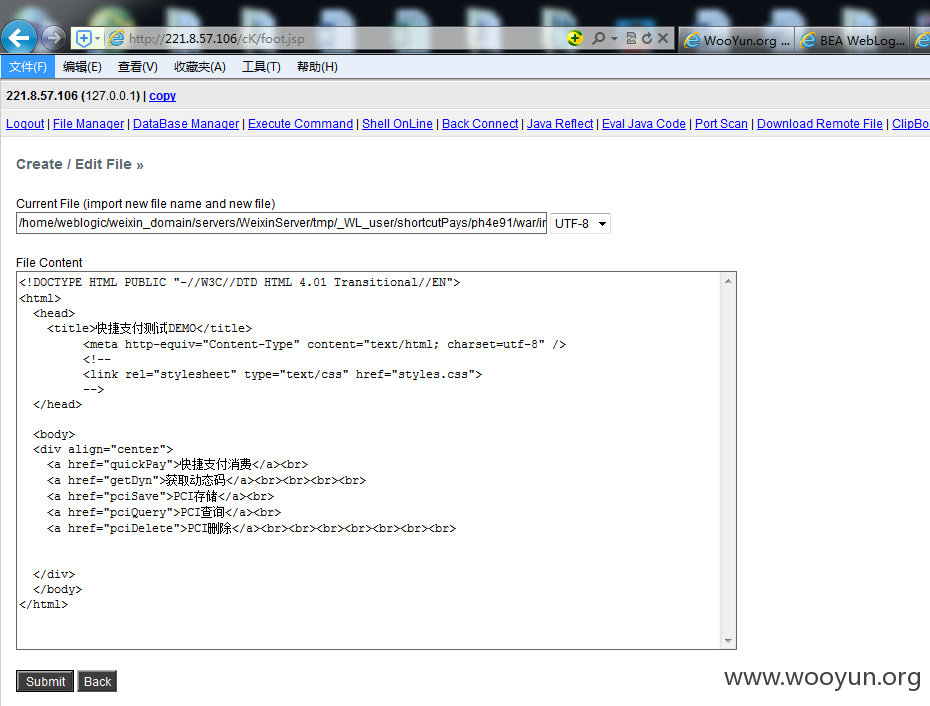 http://221.8.57.106/cK/foot.jsp
WooYun.org ...
BEA WebLog...
文件(F) 编辑(E) 查看(V) 收藏夹(A) 工具(T) 帮助(H)
221.8.57.106 (127.0.0.1) | copy
Logout | File Manager | DataBase Manager | Execute Command | Shell OnLine | Back Connect | Java Reflect | Eval Java Code | Port Scan | Download Remote File | ClipBo
Create / Edit File »
Current File (import new file name and new file)
/home/weblogic/weixin_domain/servers/WeixinServer/tmp/_WL_user/shortcutPays/ph4e91/war/ir UTF-8
File Content
<!DOCTYPE HTML PUBLIC "-//W3C//DTD HTML 4.01 Transitional//EN">
<html>
<head>
<title>快捷支付测试DEMO</title>
<meta http-equiv="Content-Type" content="text/html; charset=utf-8" />
<!--
<link rel="stylesheet" type="text/css" href="styles.css">
-->
</head>
<body>
<div align="center">
<a href="quickPay">快捷支付消费</a><br>
<a href="getDyn">获取动态码</a><br><br><br><br>
<a href="pciSave">PCI存储</a><br>
<a href="pciQuery">PCI查询</a><br>
<a href="pciDelete">PCI删除</a><br><br><br><br><br><br><br>
</div>
</body>
</html>
Submit Back
www.wooyun.org